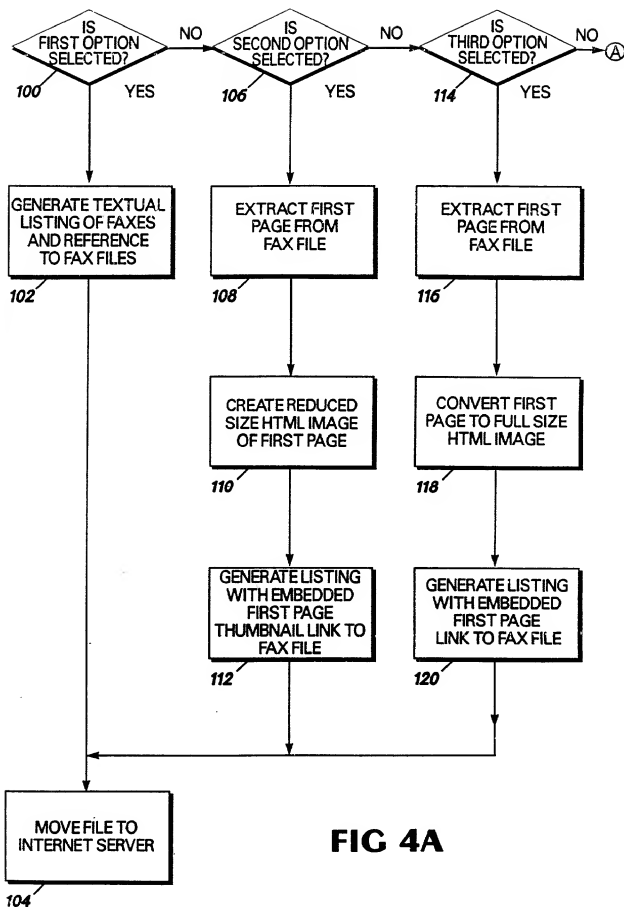 IS
FIRST OPTION
SELECTED?
100
NO
YES
IS
SECOND OPTION
SELECTED?
106
NO
YES
IS
THIRD OPTION
SELECTED?
114
NO
A
YES
GENERATE TEXTUAL
LISTING OF FAXES
AND REFERENCE
TO FAX FILES
102
EXTRACT FIRST
PAGE FROM
FAX FILE
108
EXTRACT FIRST
PAGE FROM
FAX FILE
116
CREATE REDUCED
SIZE HTML IMAGE
OF FIRST PAGE
110
CONVERT FIRST
PAGE TO FULL SIZE
HTML IMAGE
118
GENERATE LISTING
WITH EMBEDDED
FIRST PAGE
THUMBNAIL LINK TO
FAX FILE
112
GENERATE LISTING
WITH EMBEDDED
FIRST PAGE
LINK TO FAX FILE
120
MOVE FILE TO
INTERNET SERVER
104
FIG 4A